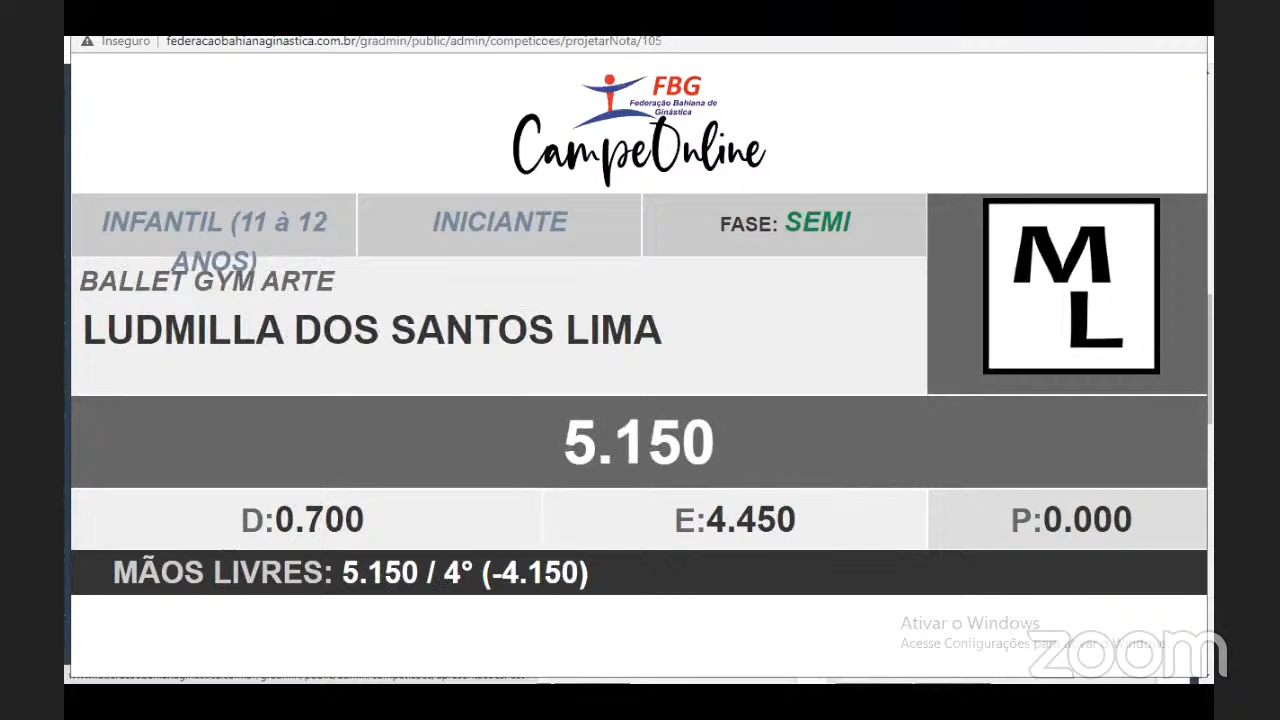 Inseguro | federacaobahianaginastica.com.br/gradmin/public/admin/competicoes/projetarNota/105
FBG
Federação Bahiana de
Ginástica
CampeOnline
INFANTIL (11 à 12
ANOS)
INICIANTE
FASE: SEMI
BALLET GYM ARTE
LUDMILLA DOS SANTOS LIMA
M
L
5.150
D:0.700
E:4.450
P:0.000
MÃOS LIVRES: 5.150 / 4° (-4.150)
Ativar o Windows
Acesse Configurações para ativar o Windows.
zoom